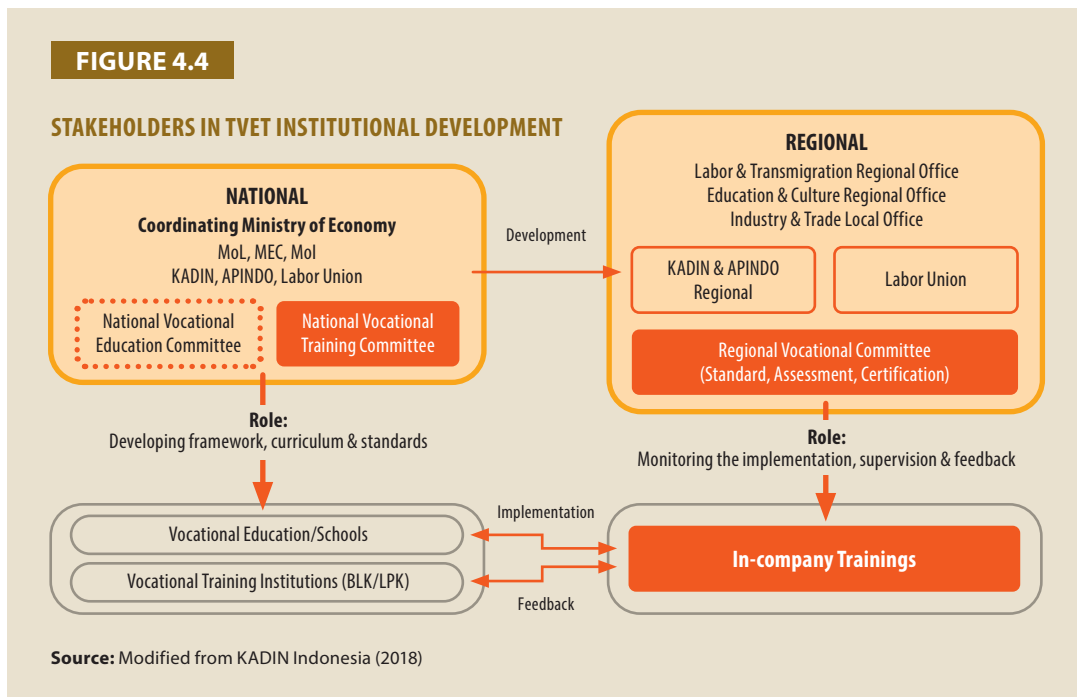 FIGURE 4.4
STAKEHOLDERS IN TVET INSTITUTIONAL DEVELOPMENT
NATIONAL
Coordinating Ministry of Economy
MoL, MEC, MoI
KADIN, APINDO, Labor Union
National Vocational
Education Committee
National Vocational
Training Committee
Development
REGIONAL
Labor & Transmigration Regional Office
Education & Culture Regional Office
Industry & Trade Local Office
KADIN & APINDO
Regional
Labor Union
Regional Vocational Committee
(Standard, Assessment, Certification)
Role:
Developing framework, curriculum & standards
Role:
Monitoring the implementation, supervision & feedback
Vocational Education/Schools
Vocational Training Institutions (BLK/LPK)
Implementation
Feedback
In-company Trainings
Source: Modified from KADIN Indonesia (2018)